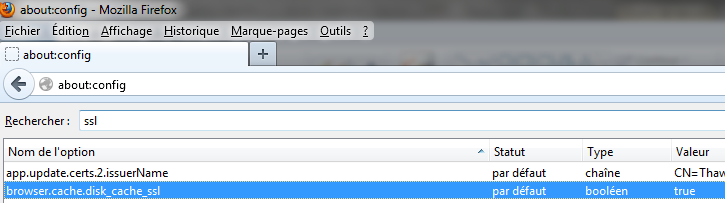 about:config - Mozilla Firefox
Fichier Édition Affichage Historique Marque-pages Outils ?
about:config +
about:config
Rechercher : ssl
Nom de l'option Statut Type Valeur
app.update.certs.2.issuerName par défaut chaîne CN=Thaw
browser.cache.disk_cache_ssl par défaut booléen true